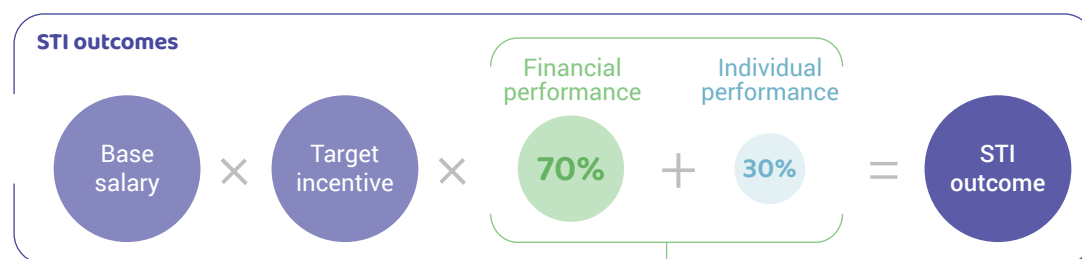 STI outcomes
Financial
performance
Individual
performance
Base
salary
×
Target
incentive
×
70%
+
30%
=
STI
outcome